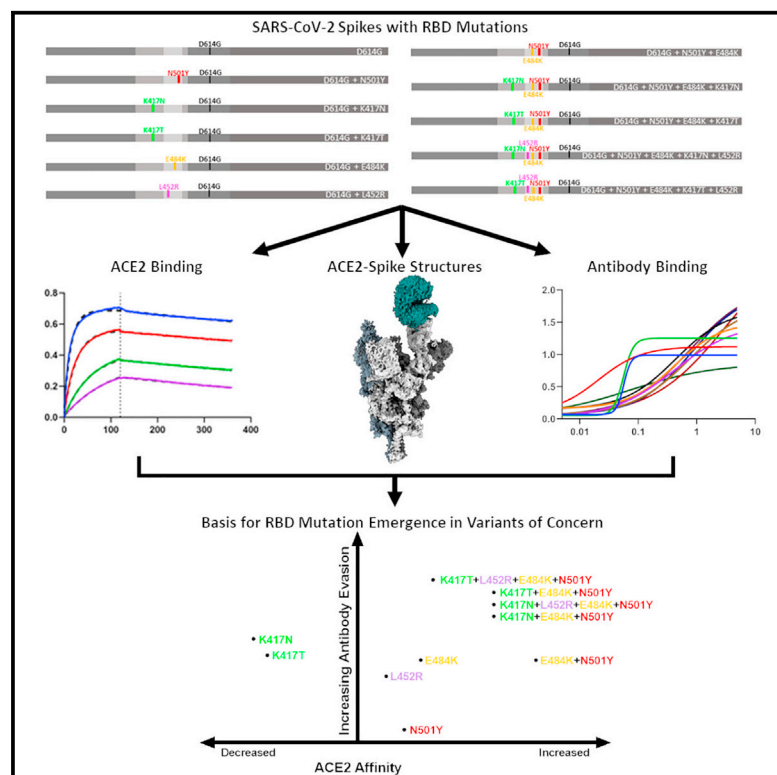 SARS-CoV-2 Spikes with RBD Mutations
D614G
D614G
N501Y
D614G
D614G + N501Y
K417N
D614G
D614G + K417N
K417T
D614G
D614G + K417T
E484K
D614G
D614G + E484K
L452R
D614G
D614G + L452R
N501Y
D614G
E484K
D614G + N501Y + E484K
K417N
N501Y
D614G
E484K
D614G + N501Y + E484K + K417N
K417T
N501Y
D614G
E484K
D614G + N501Y + E484K + K417T
L452R
K417N
N501Y
D614G
E484K
D614G + N501Y + E484K + K417N + L452R
L452R
K417T
N501Y
D614G
E484K
D614G + N501Y + E484K + K417T + L452R
ACE2 Binding
0.8
0.6
0.4
0.2
0.0
0 100 200 300 400
ACE2-Spike Structures
Antibody Binding
2.0
1.5
1.0
0.5
0.0
0.01 0.1 1 10
Basis for RBD Mutation Emergence in Variants of Concern
Increasing Antibody Evasion
K417T+L452R+E484K+N501Y
K417T+E484K+N501Y
K417N+L452R+E484K+N501Y
K417N+E484K+N501Y
K417N
K417T
E484K
E484K+N501Y
L452R
N501Y
Decreased
Increased
ACE2 Affinity